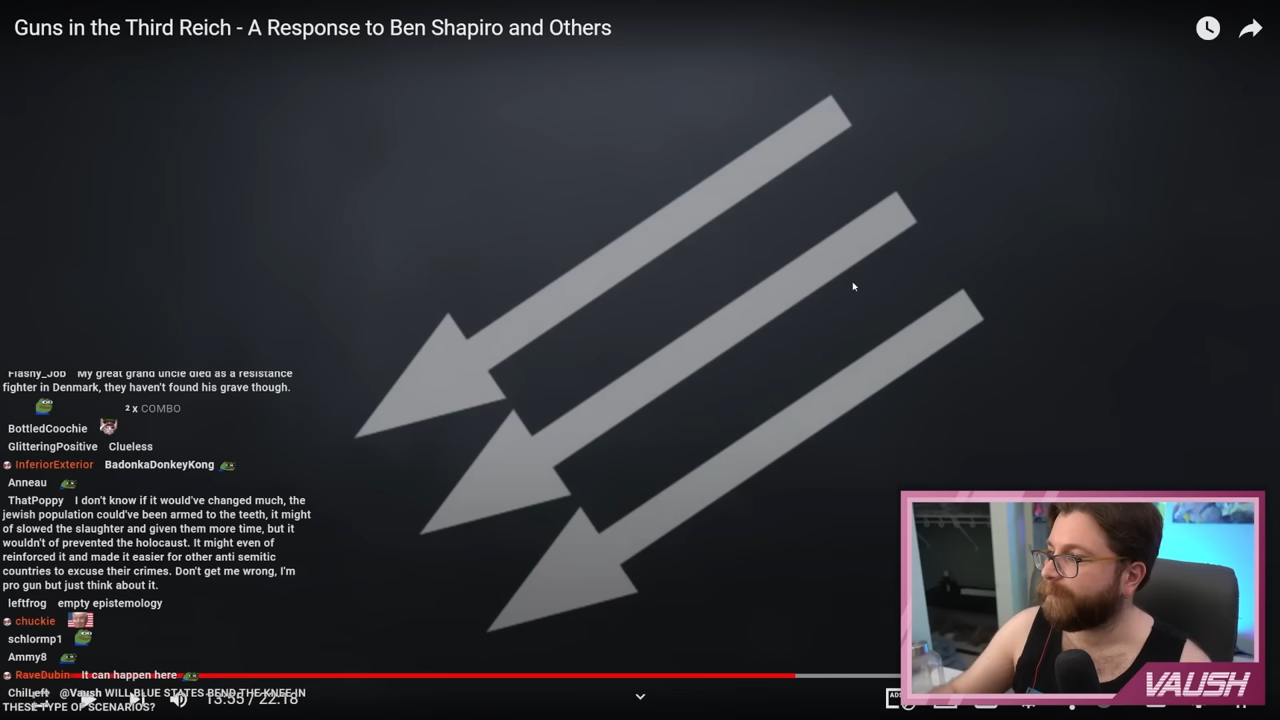 Guns in the Third Reich - A Response to Ben Shapiro and Others
Flashy_Job My great grand uncle died as a resistance
fighter in Denmark, they haven't found his grave though.
2 x COMBO
BottledCoochie
GlitteringPositive Clueless
InferiorExterior BadonkaDonkeyKong
Anneau
ThatPoppy I don't know if it would've changed much, the
jewish population could've been armed to the teeth, it might
of slowed the slaughter and given them more time, but it
wouldn't of prevented the holocaust. It might even of
reinforced it and made it easier for other anti semitic
countries to excuse their crimes. Don't get me wrong, I'm
pro gun but just think about it.
leftfrog empty epistemology
chuckie
schlormp1
Ammy8
RaveDubin It can happen here
ChilLeft @Vaush WILL BLUE STATES BEND THE KNEE IN
THESE TYPE OF SCENARIOS?
13:55 / 22:18
VAUSH